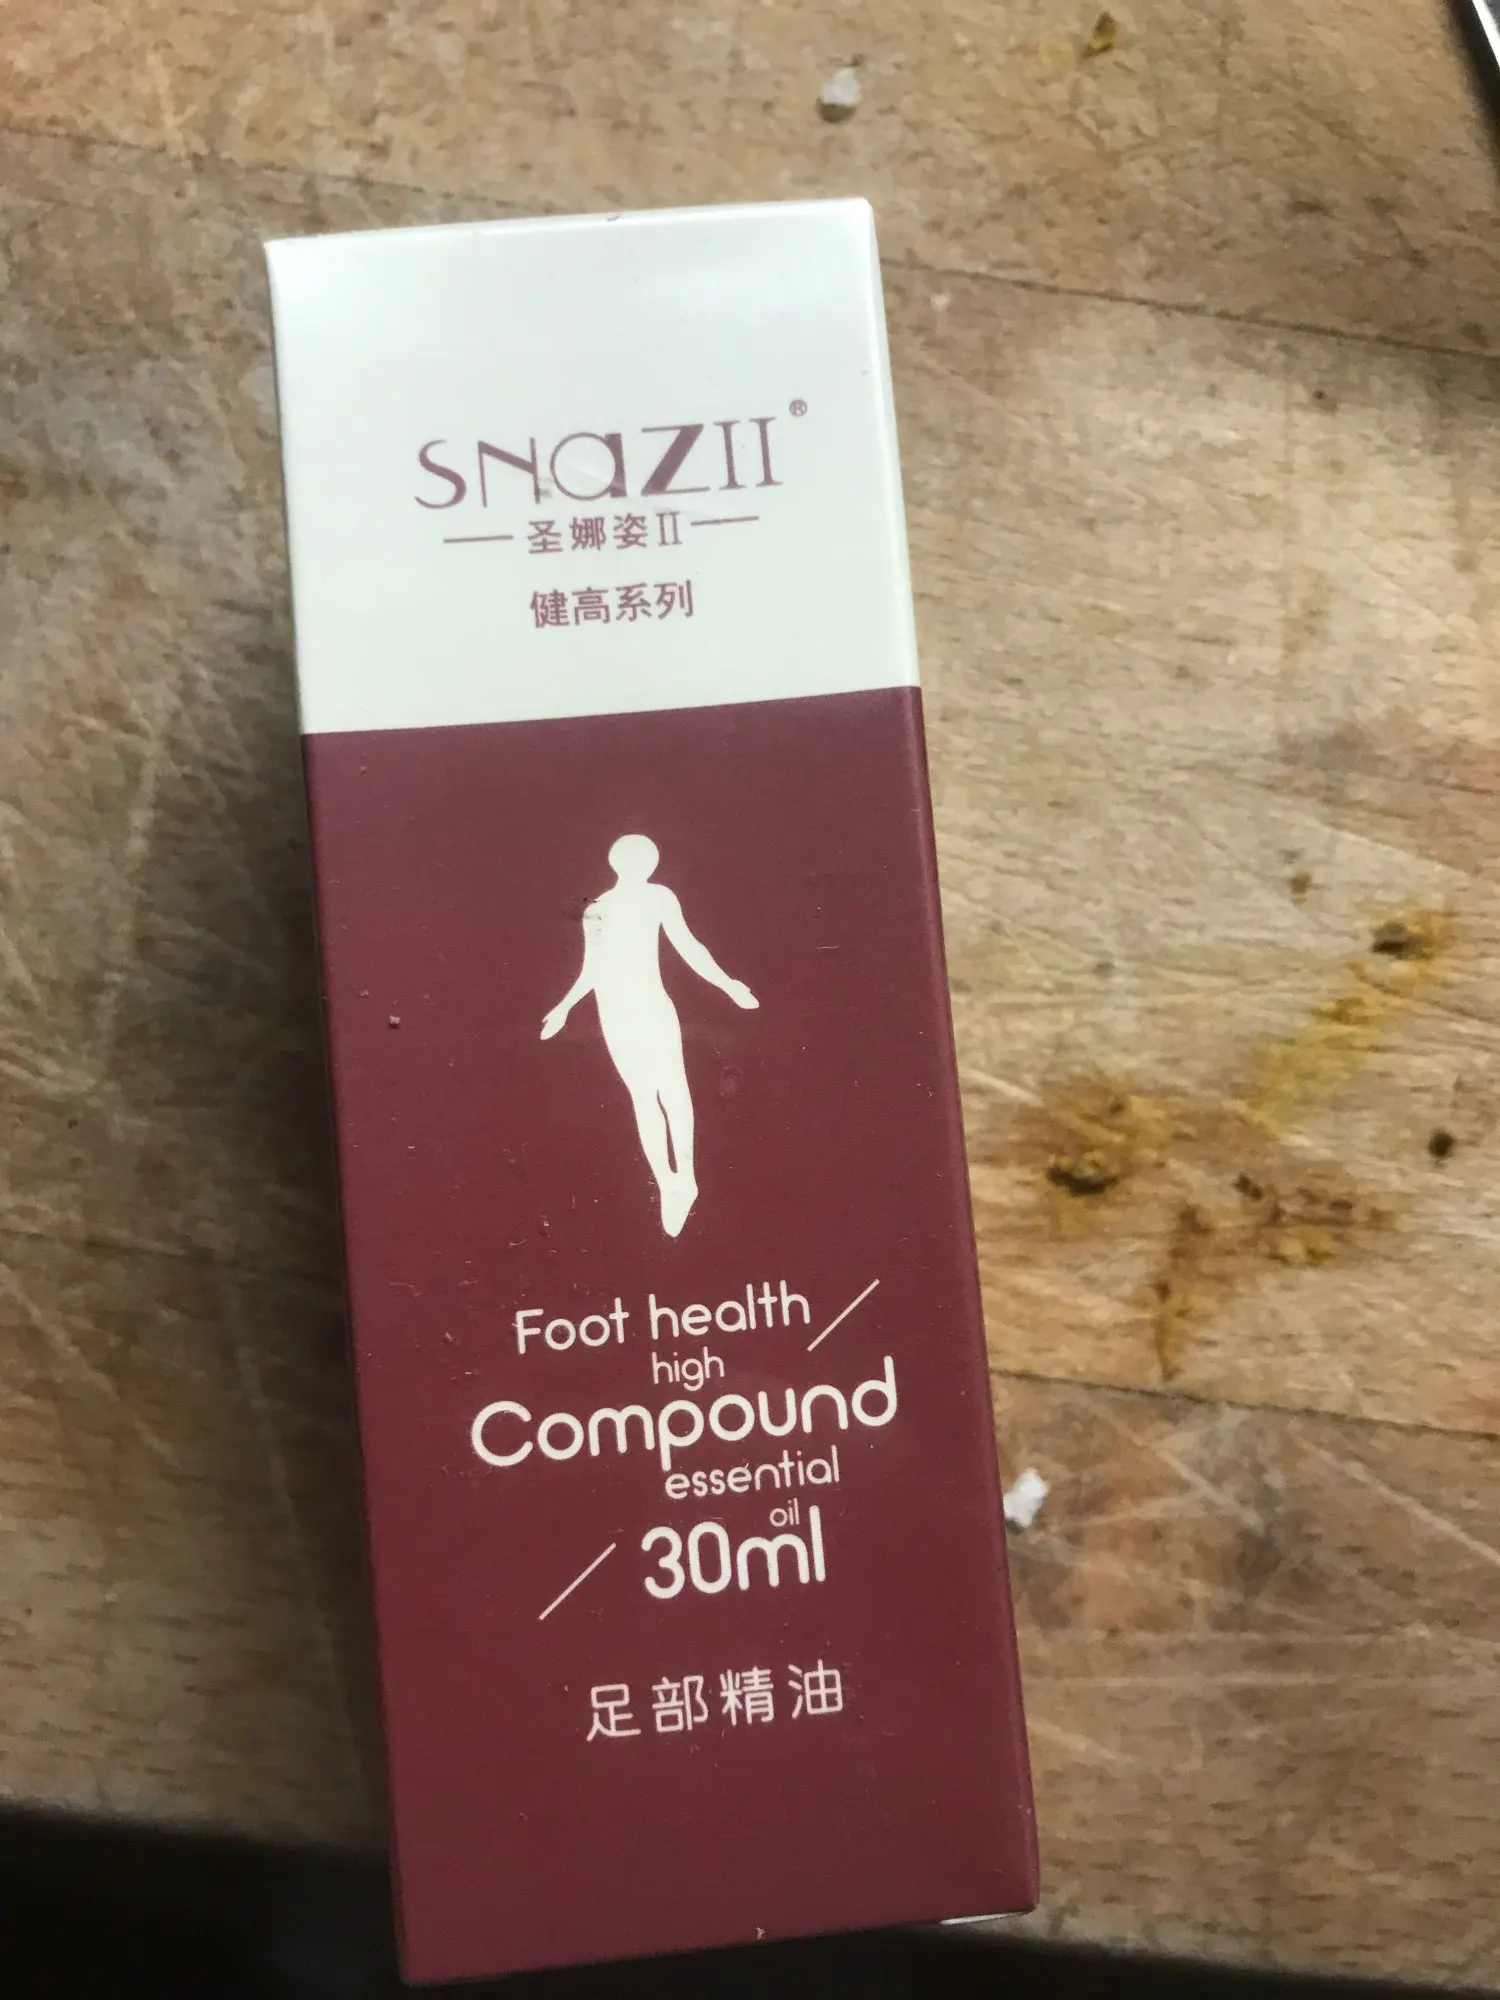 SNAZII®
圣娜姿II
健高系列
Foot health
high
Compound
essential
oil
30ml
足部精油